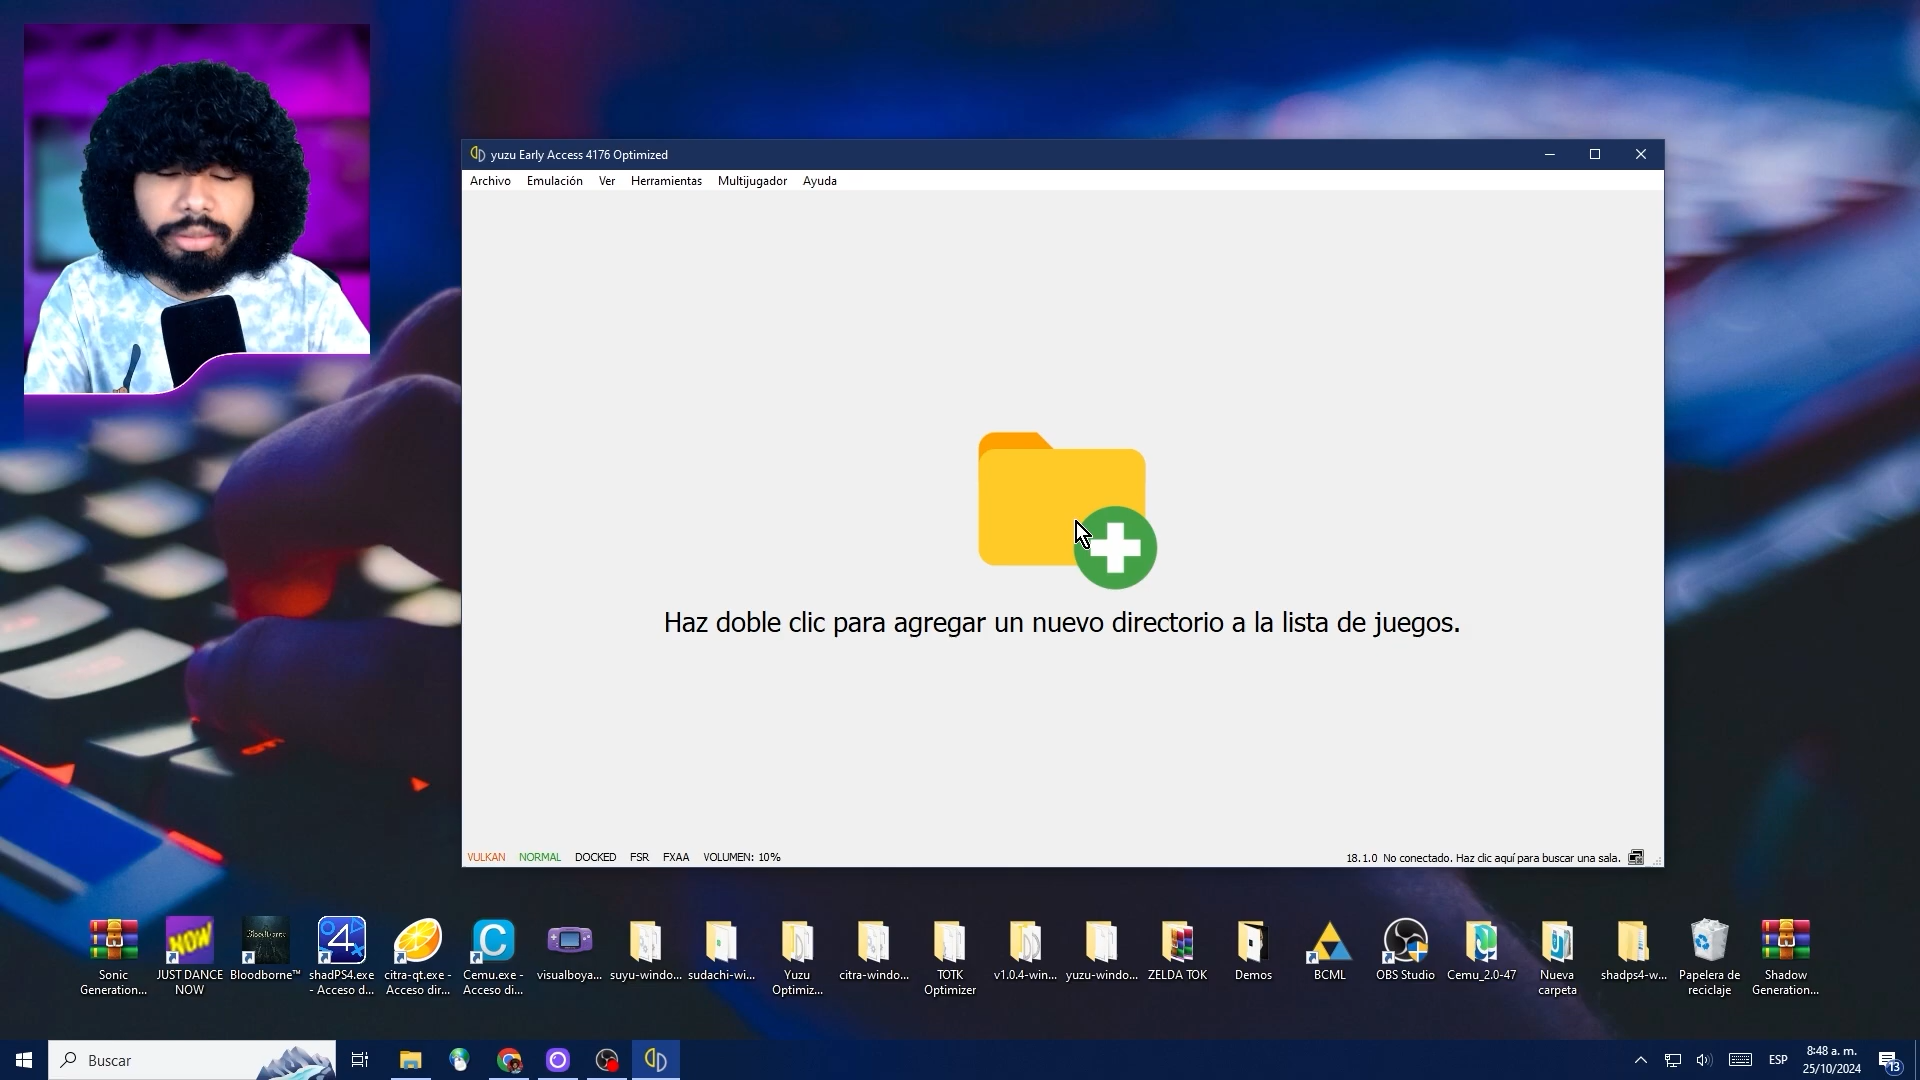 yuzu Early Access 4176 Optimized
Archivo Emulación Ver Herramientas Multijugador Ayuda
Haz doble clic para agregar un nuevo directorio a la lista de juegos.
VULKAN NORMAL DOCKED FSR FXAA VOLUMEN: 10%
18.1.0 No conectado. Haz clic aquí para buscar una sala.
Sonic Generation...
JUST DANCE NOW
Bloodborne™
shadPS4.exe - Acceso d...
citra-qt.exe - Acceso dir...
Cemu.exe - Acceso di...
visualboya...
suyu-windo...
sudachi-wi...
Yuzu Optimiz...
citra-windo...
TOTK Optimizer
v1.0.4-win...
yuzu-windo...
ZELDA TOK
Demos
BCML
OBS Studio
Cemu_2.0-47
Nueva carpeta
shadps4-w...
Papelera de reciclaje
Shadow Generation...
Buscar
ESP
8:48 a. m.
25/10/2024
13